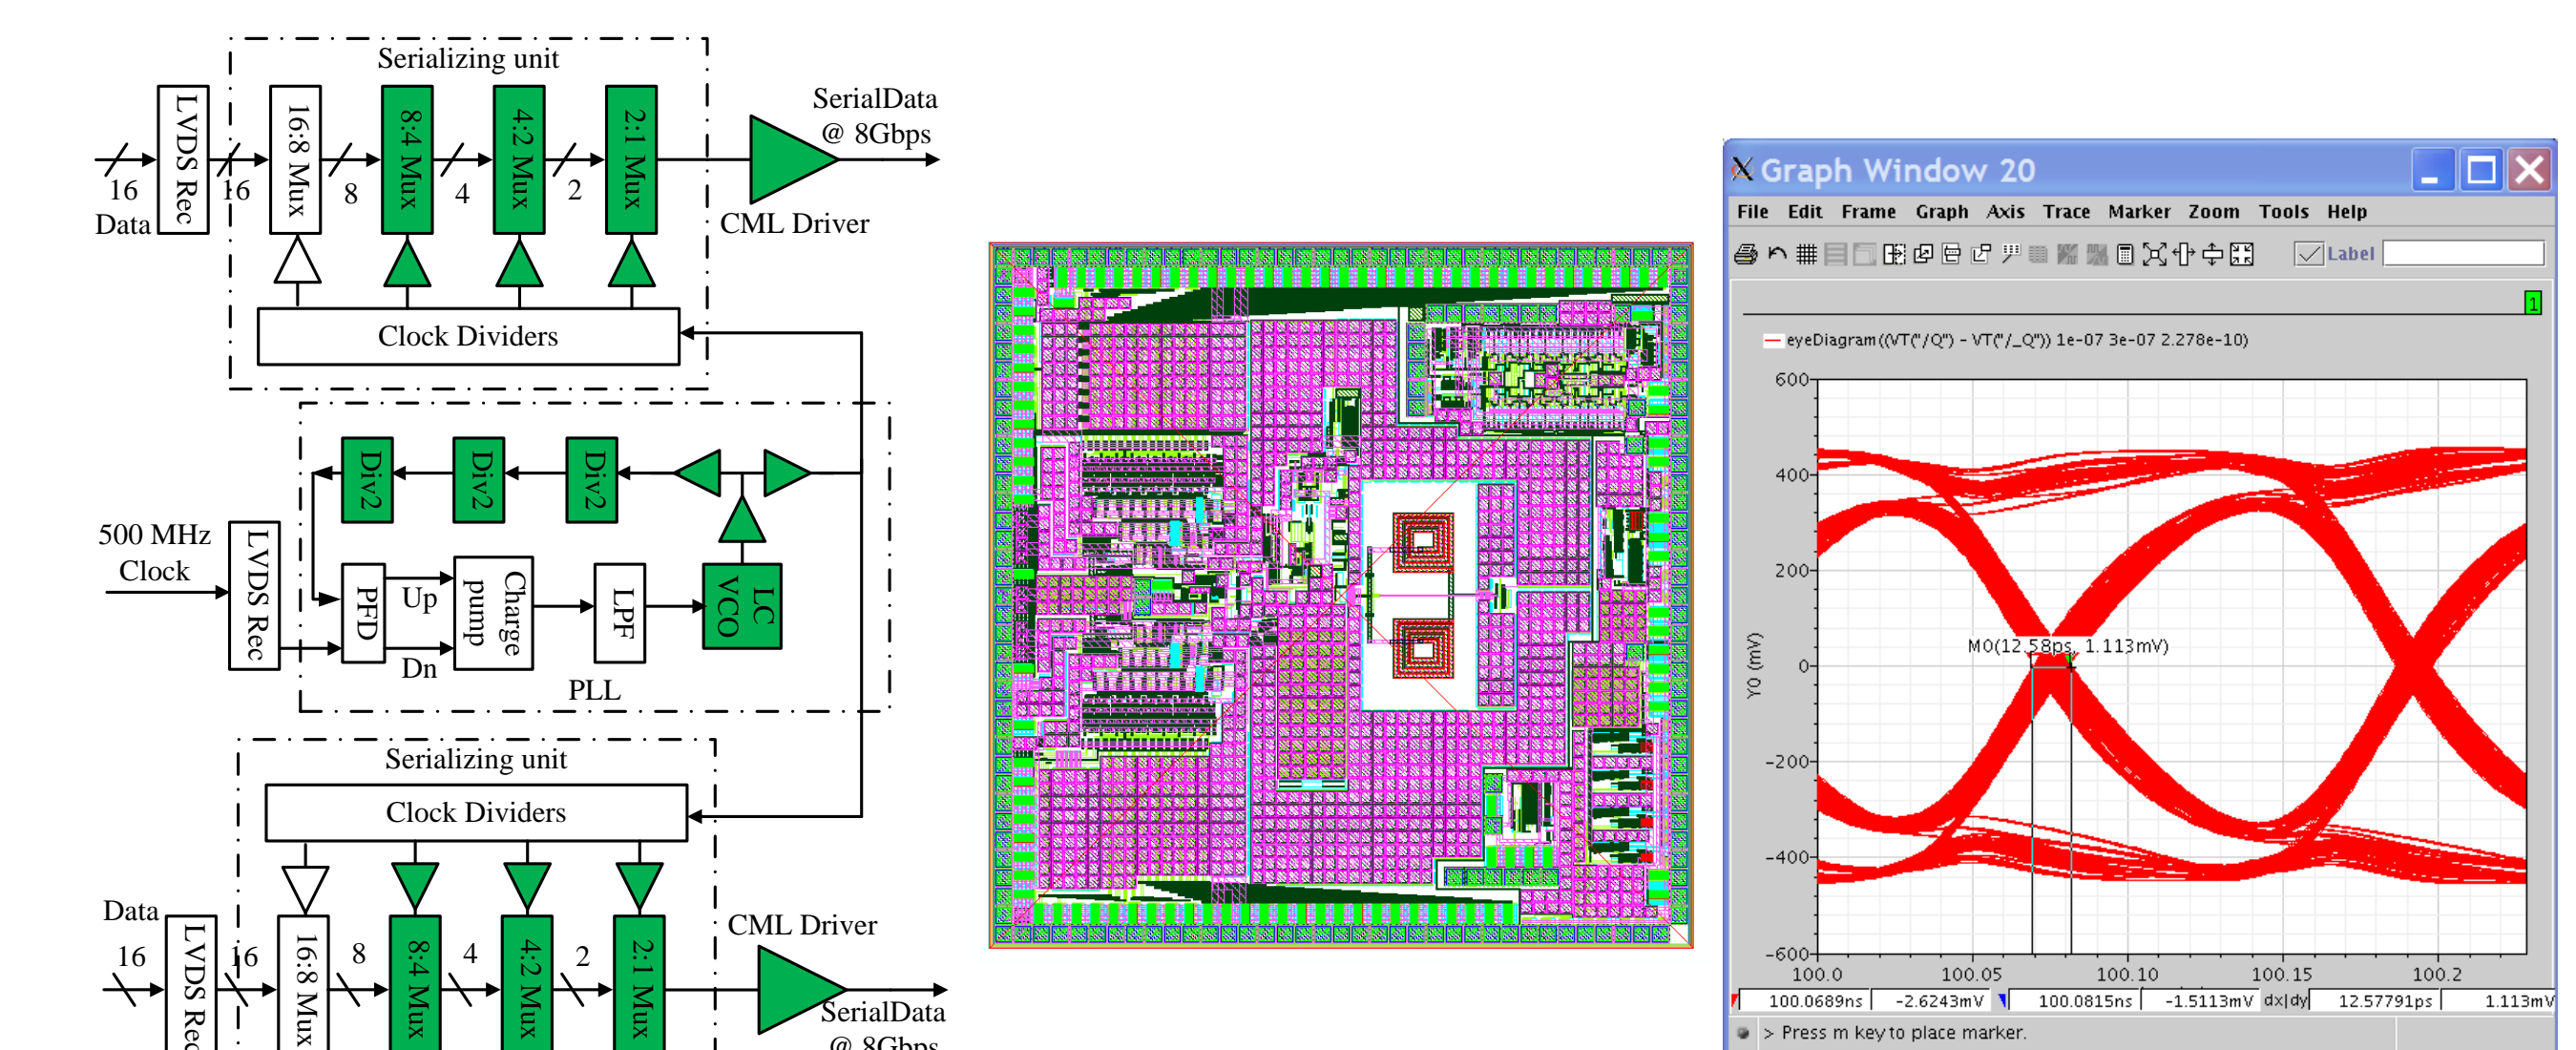 Serializing unit
LVDS Rec
16:8 Mux
8:4 Mux
4:2 Mux
2:1 Mux
SerialData
@ 8Gbps
16
16
8
4
2
Data
CML Driver
Clock Dividers
Div2
Div2
Div2
500 MHz
Clock
LVDS Rec
PFD
Up
Dn
Charge
pump
LPF
LC
VCO
PLL
Serializing unit
Clock Dividers
Data
16
LVDS Rec
16
16:8 Mux
8
8:4 Mux
4
4:2 Mux
2
2:1 Mux
CML Driver
SerialData
@ 8Gbps
Graph Window 20
File Edit Frame Graph Axis Trace Marker Zoom Tools Help
Label
1
eyeDiagram((VT("/Q") - VT("/_Q")) 1e-07 3e-07 2.278e-10)
600
400
200
0
-200
-400
-600
Y0 (mV)
M0(12.58ps, 1.113mV)
100.0 100.05 100.10 100.15 100.2
100.0689ns -2.6243mV 100.0815ns -1.5113mV dx|dy 12.57791ps 1.113mV
> Press m key to place marker.